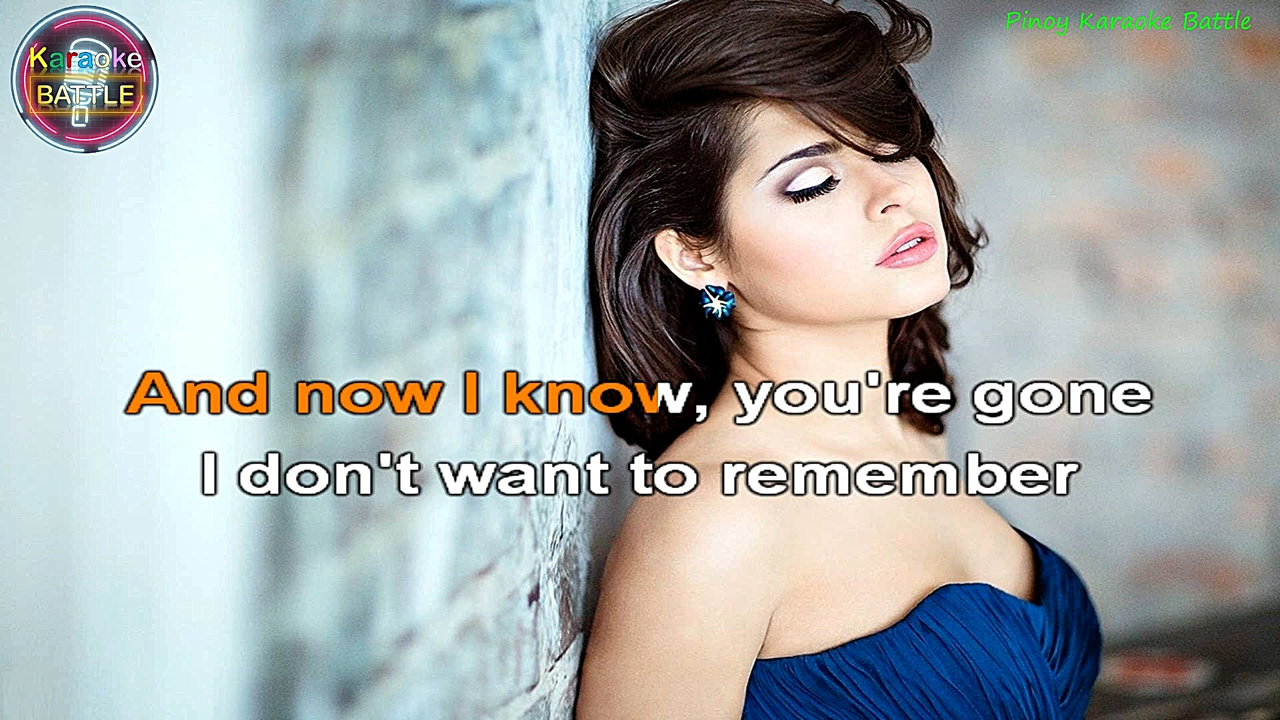 Karaoke
BATTLE
Pinoy Karaoke Battle
And now I know, you're gone
I don't want to remember